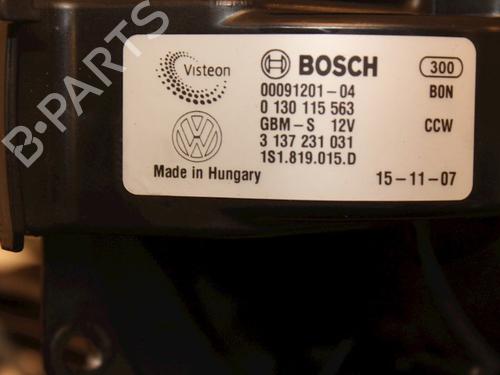 Visteon BOSCH 300
00091201-04 BON
0 130 115 563
GBM-S 12V CCW
3 137 231 031
1S1.819.015.D
Made in Hungary 15-11-07
B-PARTS